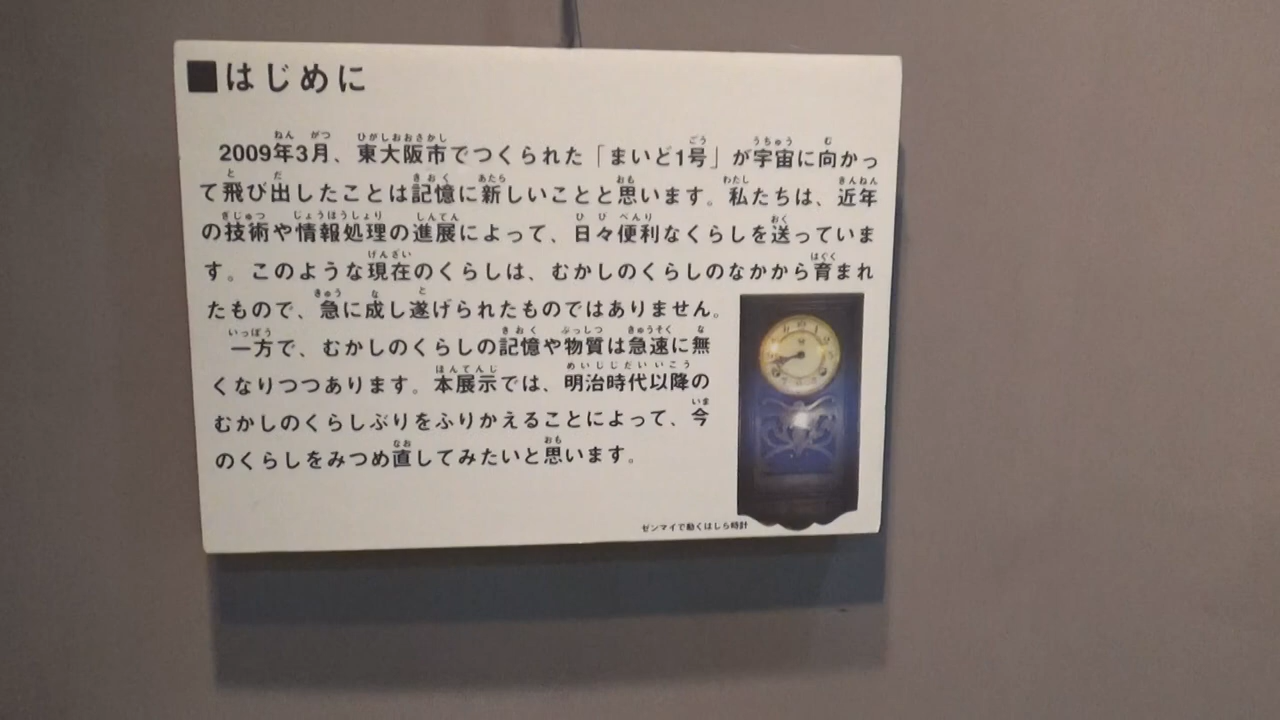 ■はじめに
2009年3月、東大阪市でつくられた「まいど1号」が宇宙に向かっ
て飛び出したことは記憶に新しいことと思います。私たちは、近年
の技術や情報処理の進展によって、日々便利なくらしを送っていま
す。このような現在のくらしは、むかしのくらしのなかから育まれ
たもので、急に成し遂げられたものではありません。
一方で、むかしのくらしの記憶や物質は急速に無
くなりつつあります。本展示では、明治時代以降の
むかしのくらしぶりをふりかえることによって、今
のくらしをみつめ直してみたいと思います。
ゼンマイで動くはしら時計